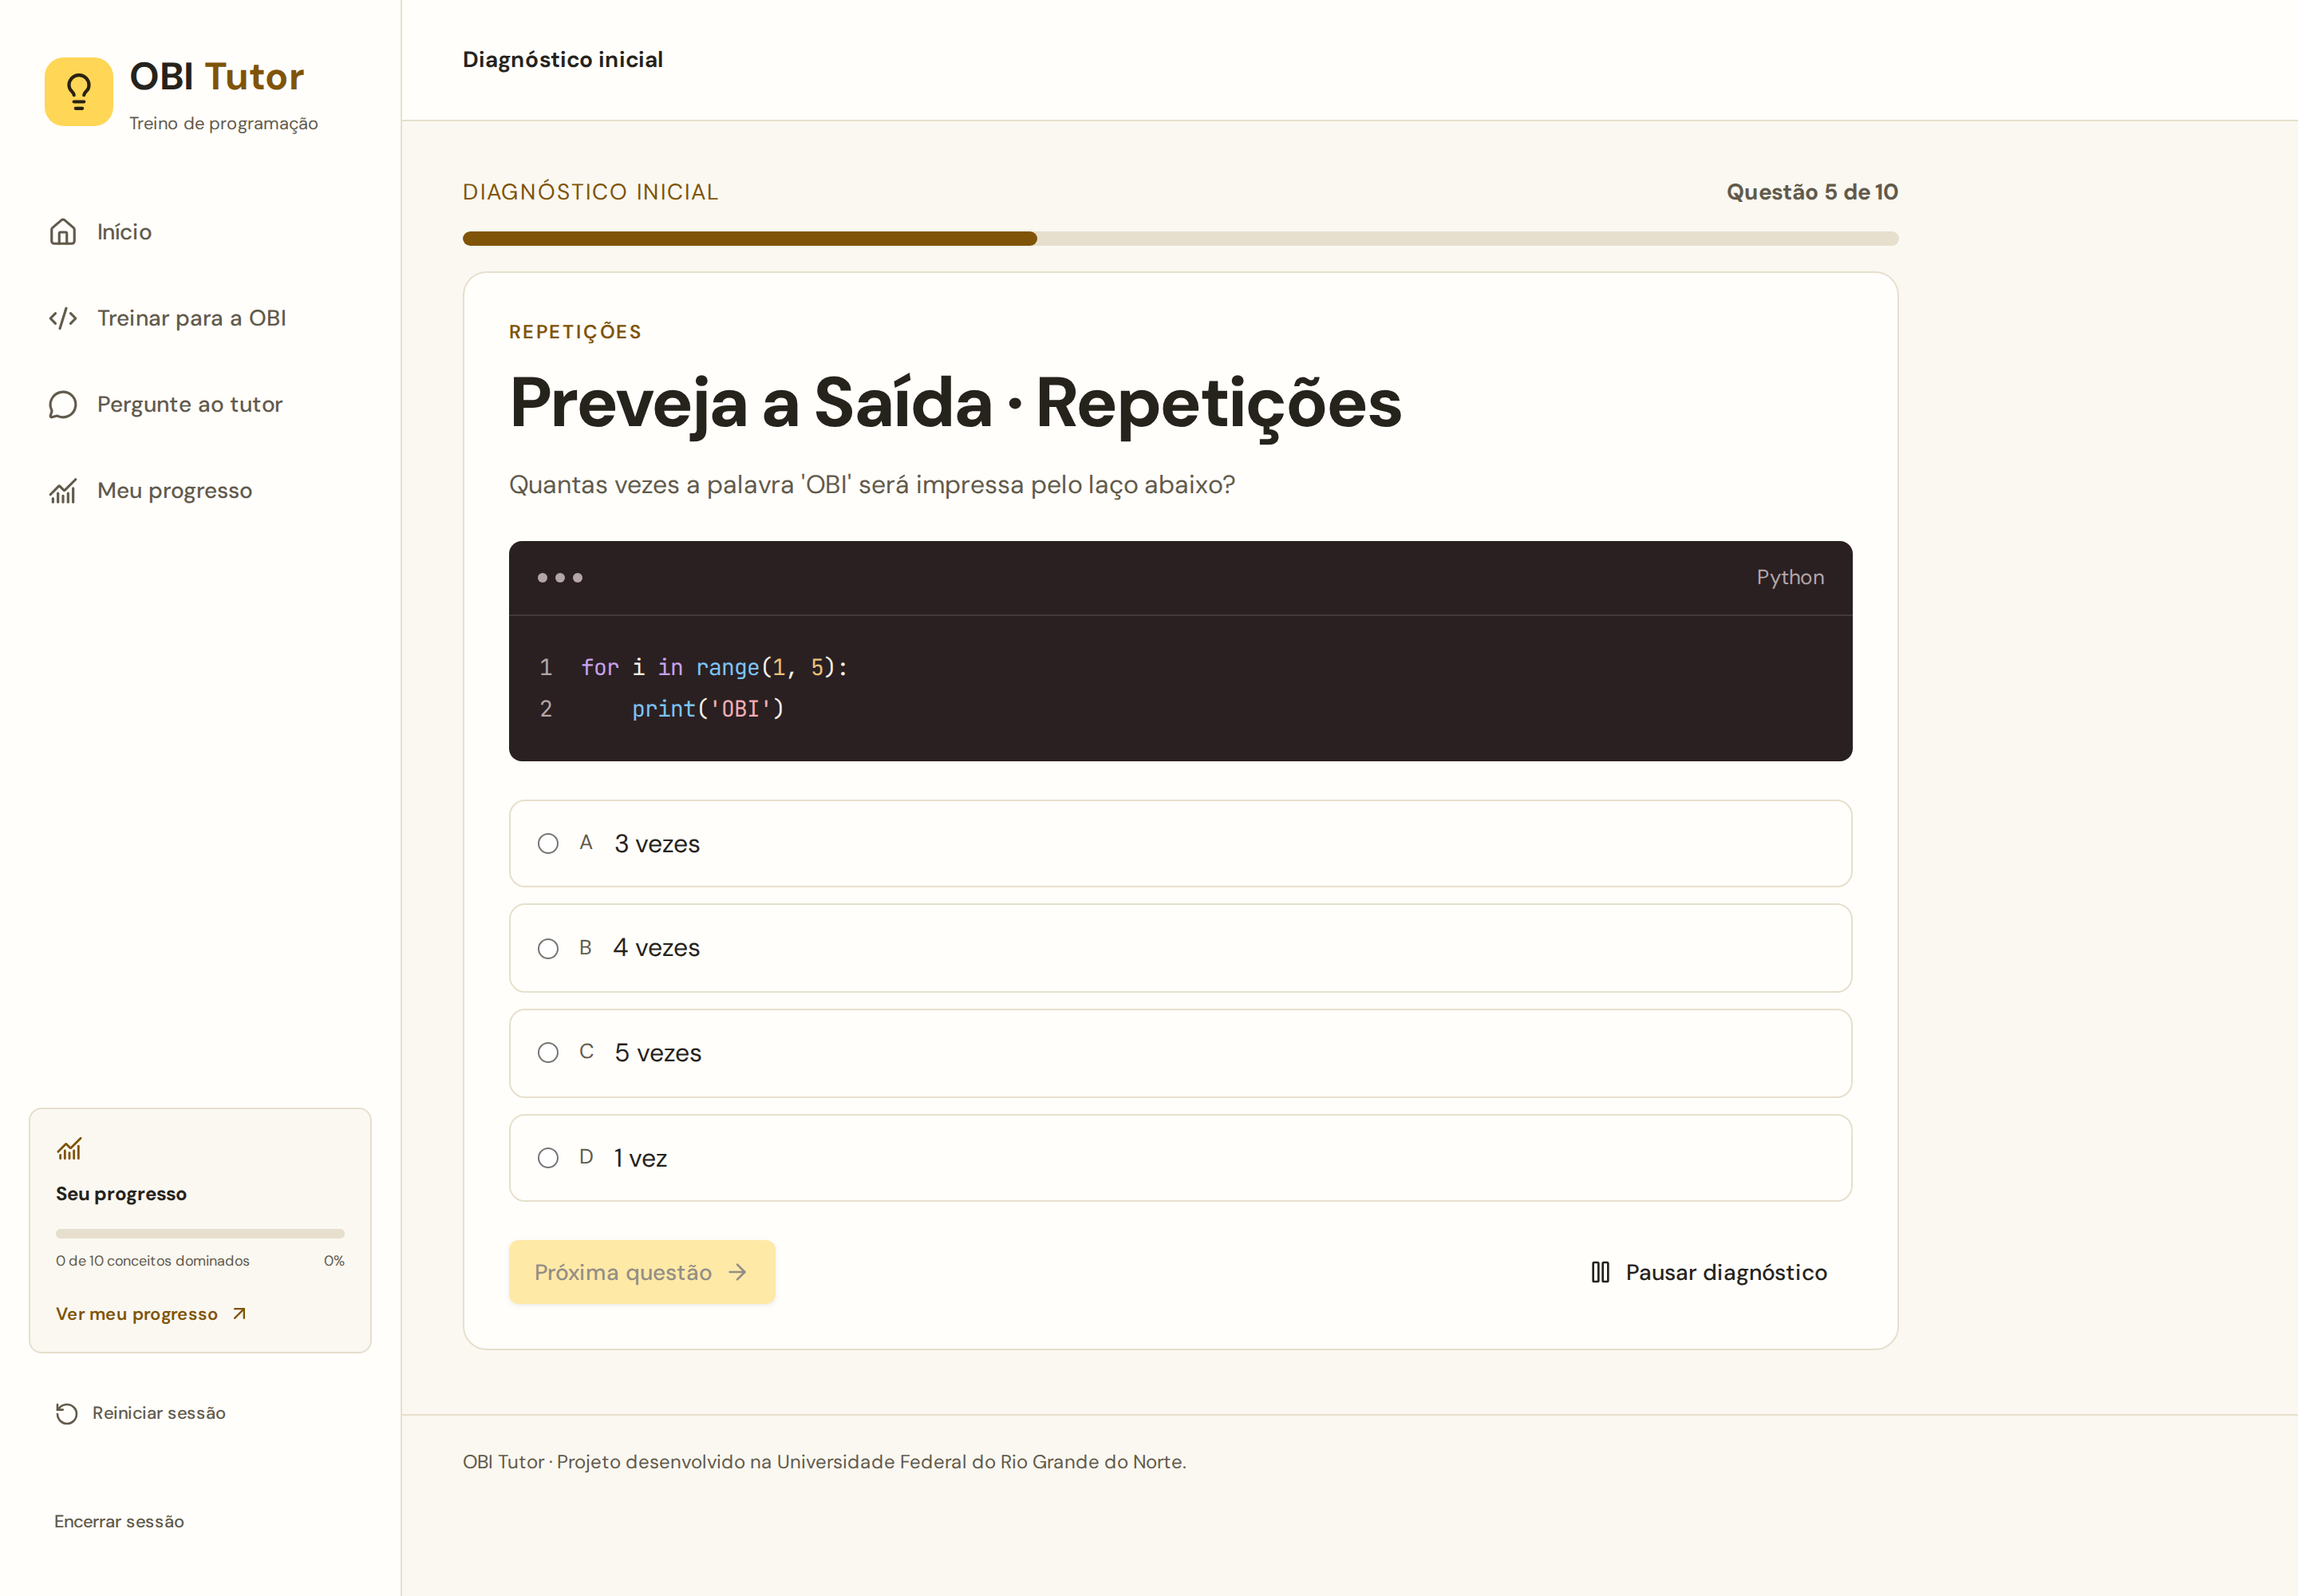 OBI Tutor
Treino de programação
Início
Treinar para a OBI
Pergunte ao tutor
Meu progresso
Seu progresso
0 de 10 conceitos dominados 0%
Ver meu progresso
Reiniciar sessão
Encerrar sessão
Diagnóstico inicial
DIAGNÓSTICO INICIAL Questão 5 de 10
REPETIÇÕES
Preveja a Saída · Repetições
Quantas vezes a palavra 'OBI' será impressa pelo laço abaixo?
Python
1 for i in range(1, 5):
2     print('OBI')
A 3 vezes
B 4 vezes
C 5 vezes
D 1 vez
Próxima questão Pausar diagnóstico
OBI Tutor · Projeto desenvolvido na Universidade Federal do Rio Grande do Norte.